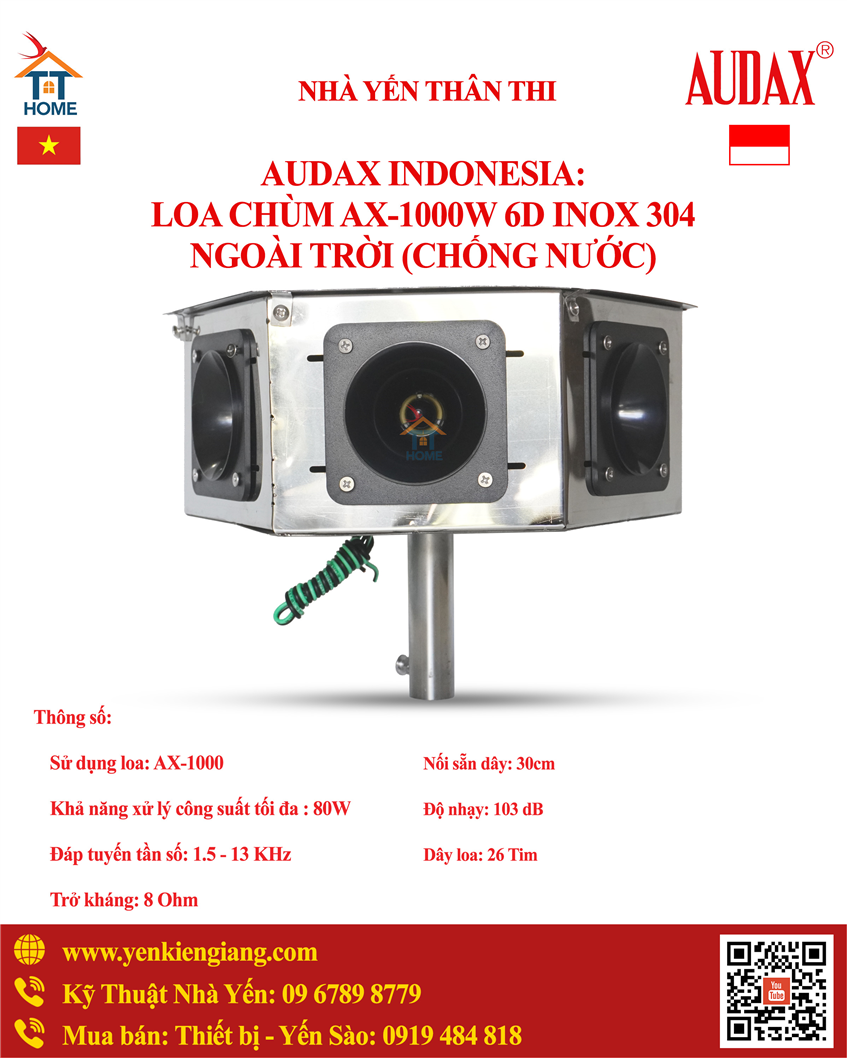 TT
HOME
NHÀ YẾN THÂN THI
AUDAX®
AUDAX INDONESIA:
LOA CHÙM AX-1000W 6D INOX 304
NGOÀI TRỜI (CHỐNG NƯỚC)
TT
HOME
Thông số:
Sử dụng loa: AX-1000
Nối sẵn dây: 30cm
Khả năng xử lý công suất tối đa : 80W
Độ nhạy: 103 dB
Đáp tuyến tần số: 1.5 - 13 KHz
Dây loa: 26 Tim
Trở kháng: 8 Ohm
www.yenkiengiang.com
Kỹ Thuật Nhà Yến: 09 6789 8779
Mua bán: Thiết bị - Yến Sào: 0919 484 818
You
Tube